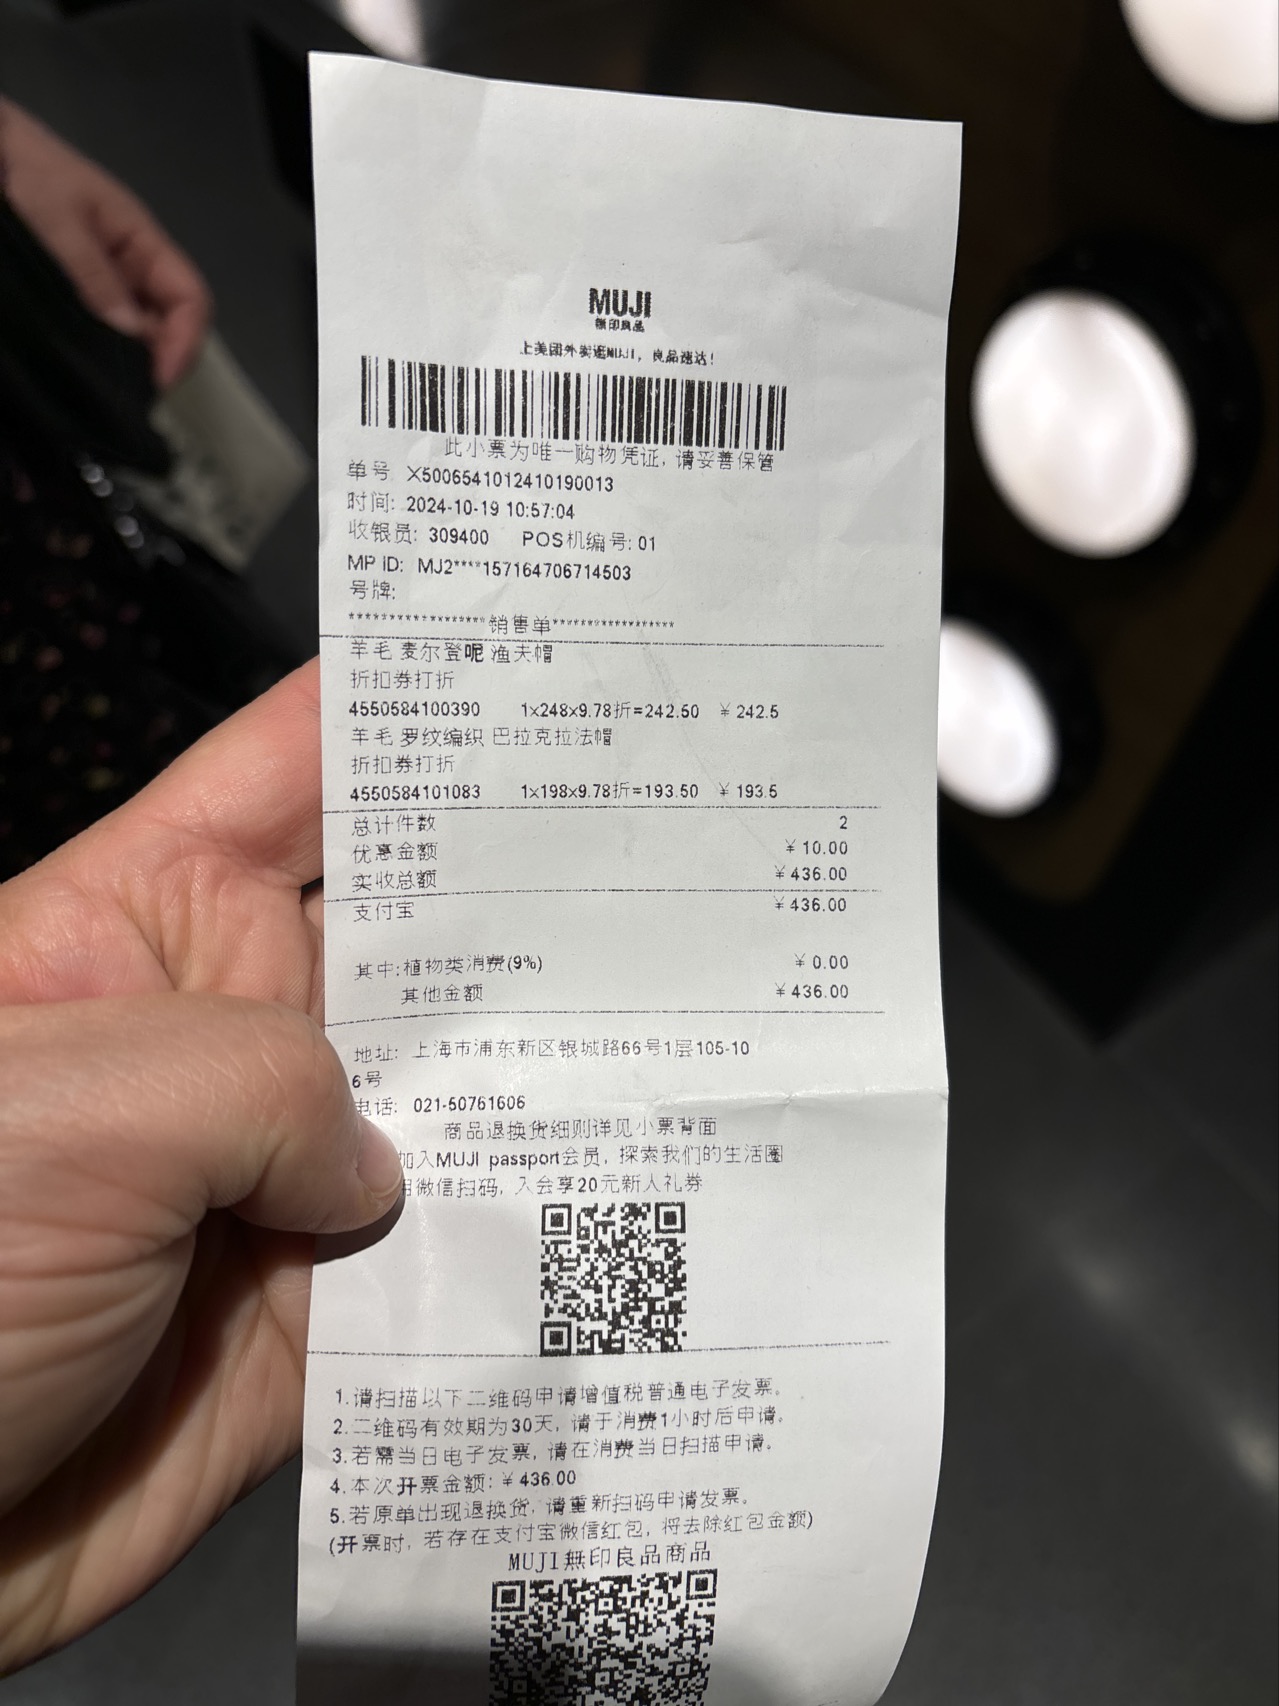 MUJI
無印良品
上美团外卖逛MUJI，良品速达！
此小票为唯一购物凭证, 请妥善保管
单号 X5006541012410190013
时间: 2024-10-19 10:57:04
收银员: 309400 POS机编号: 01
MP ID: MJ2****157164706714503
号牌:
*****************销售单***************
羊毛 麦尔登呢 渔夫帽
折扣券打折
4550584100390 1x248x9.78折=242.50 ￥242.5
羊毛 罗纹编织 巴拉克拉法帽
折扣券打折
4550584101083 1x198x9.78折=193.50 ￥193.5
总计件数 2
优惠金额 ￥10.00
实收总额 ￥436.00
支付宝 ￥436.00
其中:植物类消费(9%) ￥0.00
其他金额 ￥436.00
地址: 上海市浦东新区银城路66号1层105-10
6号
电话: 021-50761606
商品退换货细则详见小票背面
加入MUJI passport会员, 探索我们的生活圈
用微信扫码, 入会享20元新人礼券
1.请扫描以下二维码申请增值税普通电子发票。
2.二维码有效期为30天, 请于消费1小时后申请。
3.若需当日电子发票, 请在消费当日扫描申请。
4.本次开票金额: ￥436.00
5.若原单出现退换货, 请重新扫码申请发票。
(开票时, 若存在支付宝微信红包, 将去除红包金额)
MUJI無印良品商品